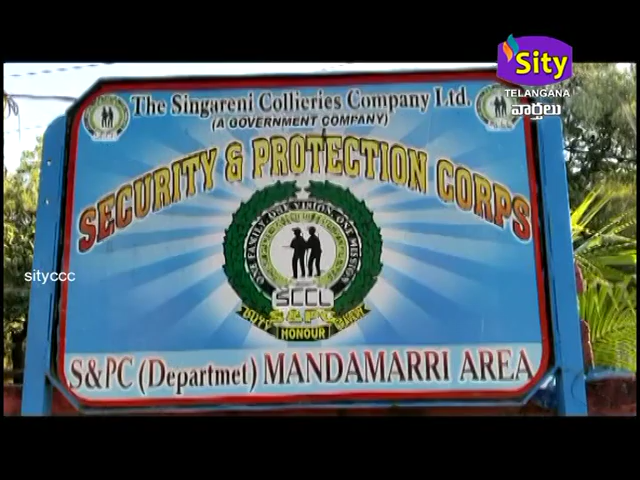 Sity
TELANGANA
వార్తలు
The Singareni Collieries Company Ltd.
(A GOVERNMENT COMPANY)
SECURITY & PROTECTION CORPS
ONE FAMILY, ONE VISION, ONE MISSION
SCCL
S & PC
DUTY
HONOUR
S&PC (Departmet) MANDAMARRI AREA
sityccc